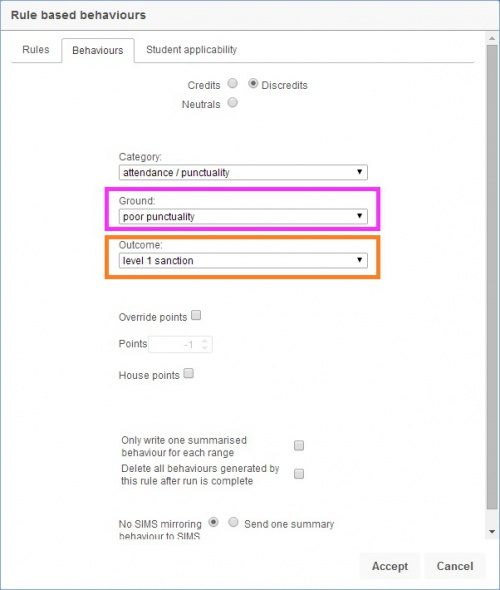 Rule based behaviours
Rules Behaviours Student applicability
Credits Discredits
Neutrals
Category:
attendance / punctuality
Ground:
poor punctuality
Outcome:
level 1 sanction
Override points
Points -1
House points
Only write one summarised
behaviour for each range
Delete all behaviours generated by
this rule after run is complete
No SIMS mirroring Send one summary
behaviour to SIMS
Accept Cancel